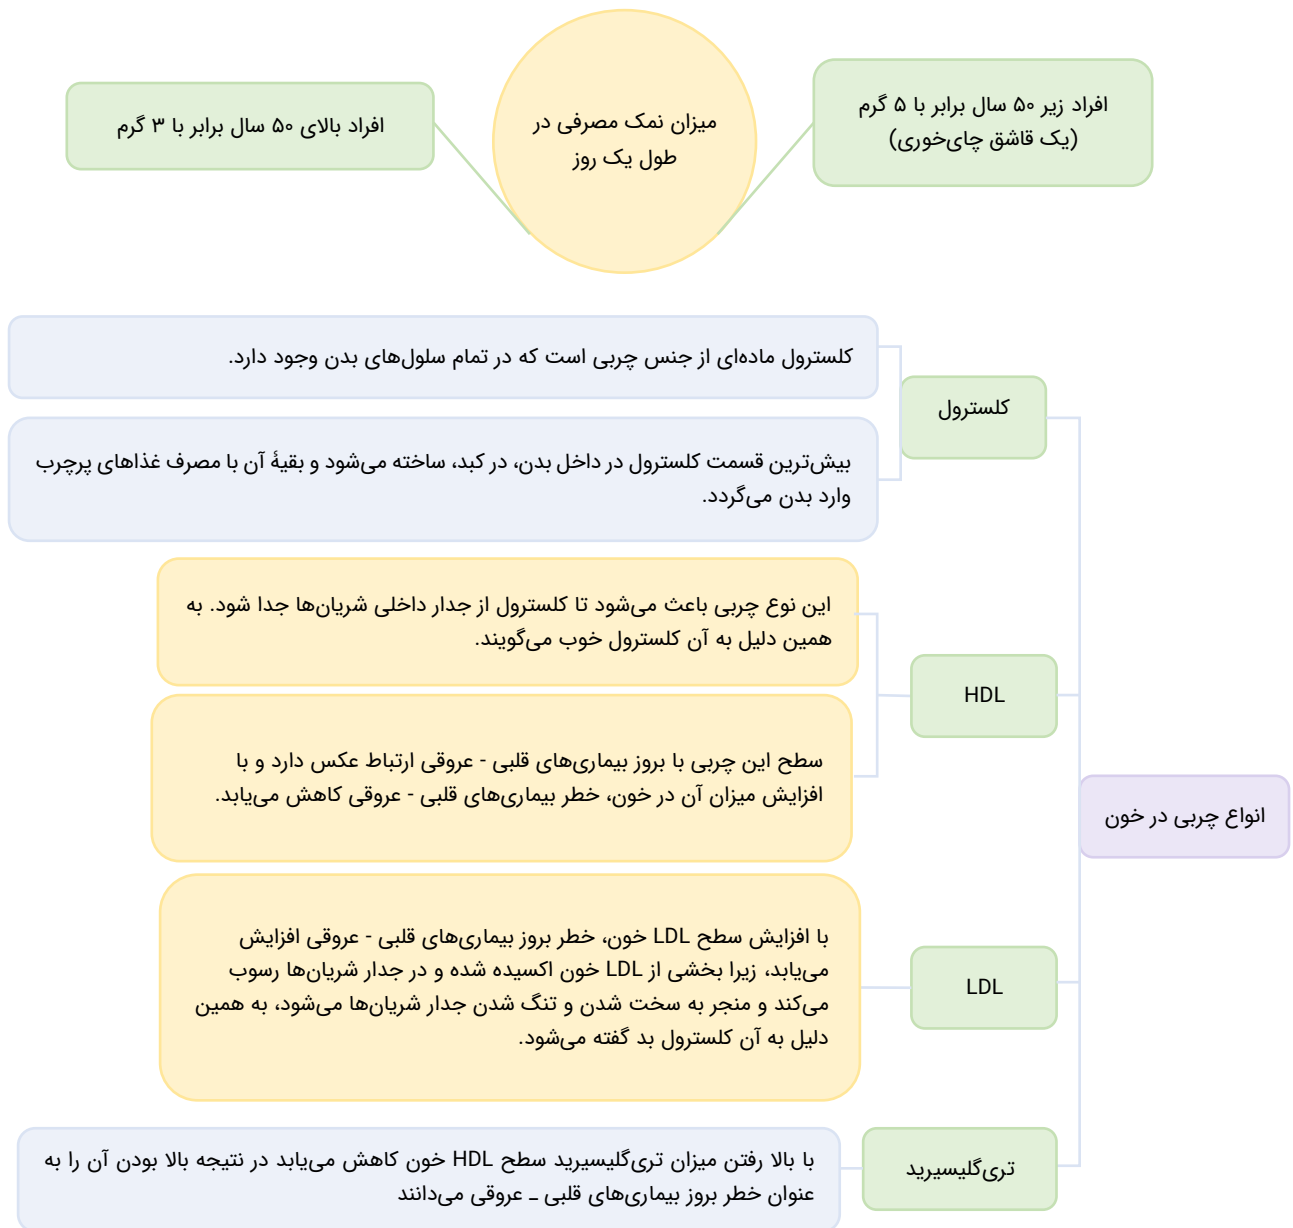 افراد زیر ۵۰ سال برابر با ۵ گرم
(یک قاشق چای‌خوری)
میزان نمک مصرفی در
طول یک روز
افراد بالای ۵۰ سال برابر با ۳ گرم
انواع چربی در خون
کلسترول
کلسترول ماده‌ای از جنس چربی است که در تمام سلول‌های بدن وجود دارد.
بیش‌ترین قسمت کلسترول در داخل بدن، در کبد، ساخته می‌شود و بقیهٔ آن با مصرف غذاهای پرچرب
وارد بدن می‌گردد.
HDL
این نوع چربی باعث می‌شود تا کلسترول از جدار داخلی شریان‌ها جدا شود. به
همین دلیل به آن کلسترول خوب می‌گویند.
سطح این چربی با بروز بیماری‌های قلبی - عروقی ارتباط عکس دارد و با
افزایش میزان آن در خون، خطر بیماری‌های قلبی - عروقی کاهش می‌یابد.
LDL
با افزایش سطح LDL خون، خطر بروز بیماری‌های قلبی - عروقی افزایش
می‌یابد، زیرا بخشی از LDL خون اکسیده شده و در جدار شریان‌ها رسوب
می‌کند و منجر به سخت شدن و تنگ شدن جدار شریان‌ها می‌شود، به همین
دلیل به آن کلسترول بد گفته می‌شود.
تری‌گلیسیرید
با بالا رفتن میزان تری‌گلیسیرید سطح HDL خون کاهش می‌یابد در نتیجه بالا بودن آن را به
عنوان خطر بروز بیماری‌های قلبی ـ عروقی می‌دانند